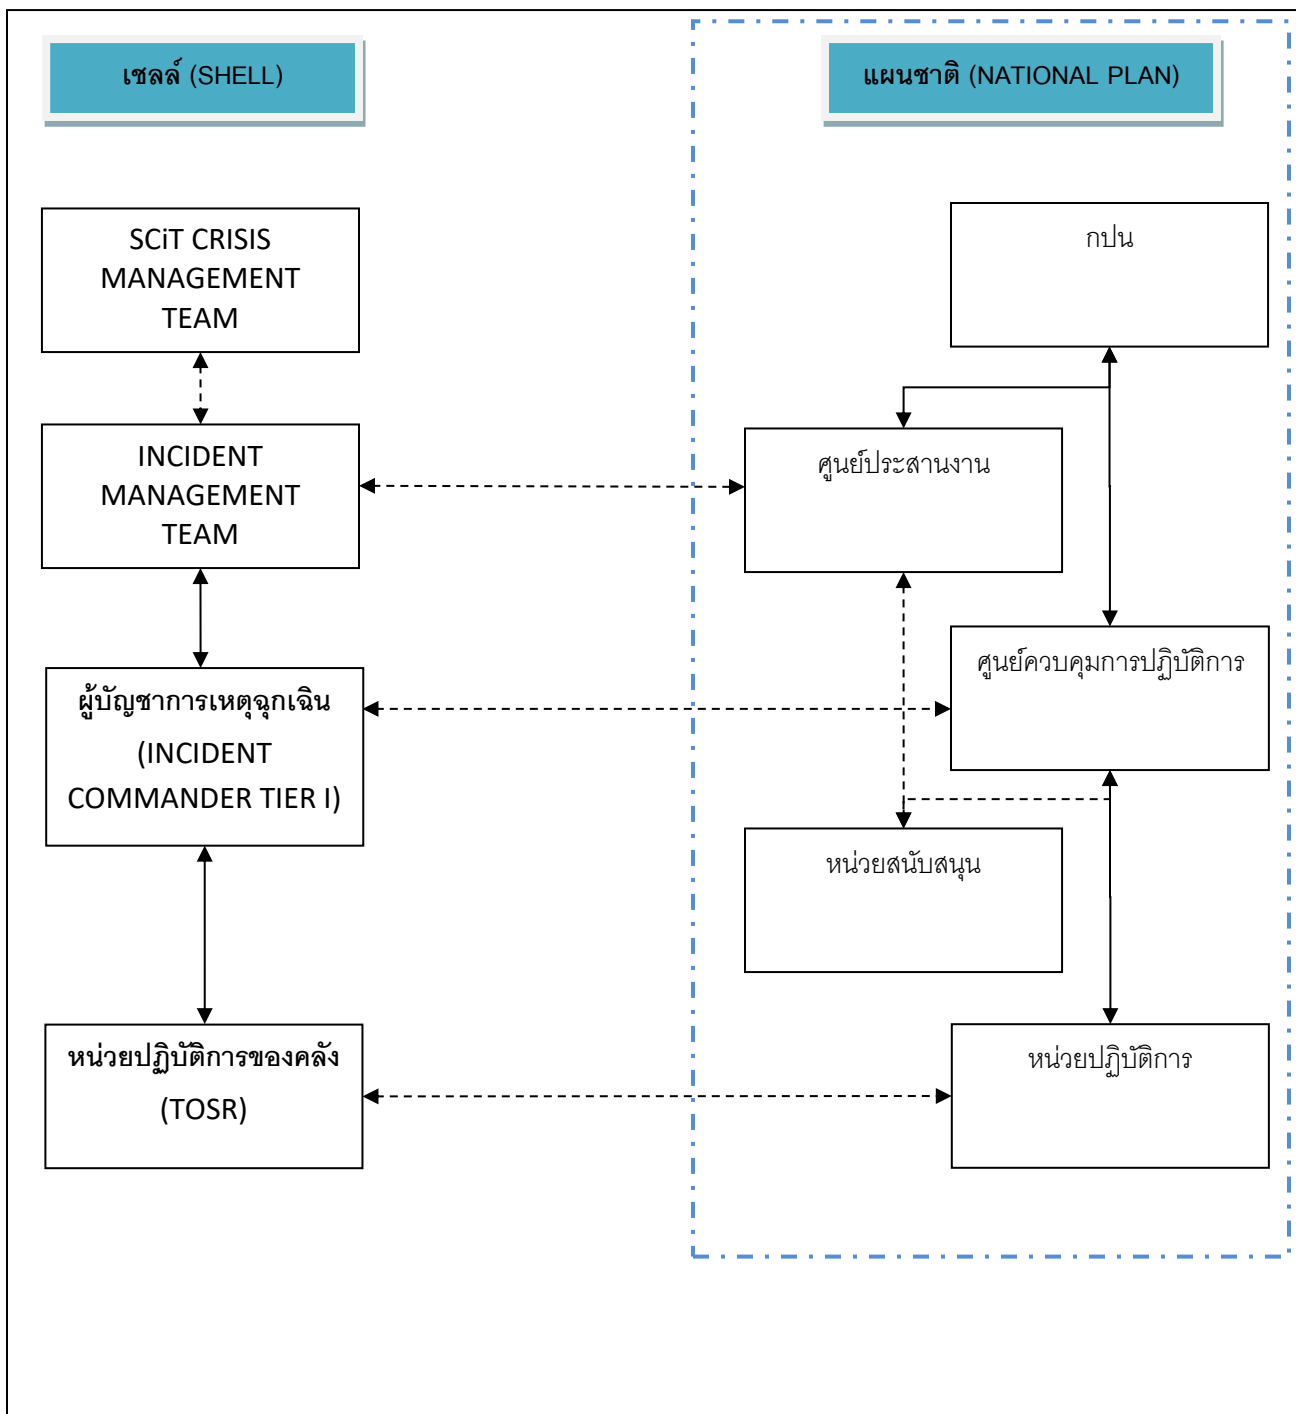 เชลล์ (SHELL)
แผนชาติ (NATIONAL PLAN)
SCiT CRISIS
MANAGEMENT
TEAM
กปน
INCIDENT
MANAGEMENT
TEAM
ศูนย์ประสานงาน
ผู้บัญชาการเหตุฉุกเฉิน
(INCIDENT
COMMANDER TIER I)
ศูนย์ควบคุมการปฏิบัติการ
หน่วยสนับสนุน
หน่วยปฏิบัติการของคลัง
(TOSR)
หน่วยปฏิบัติการ